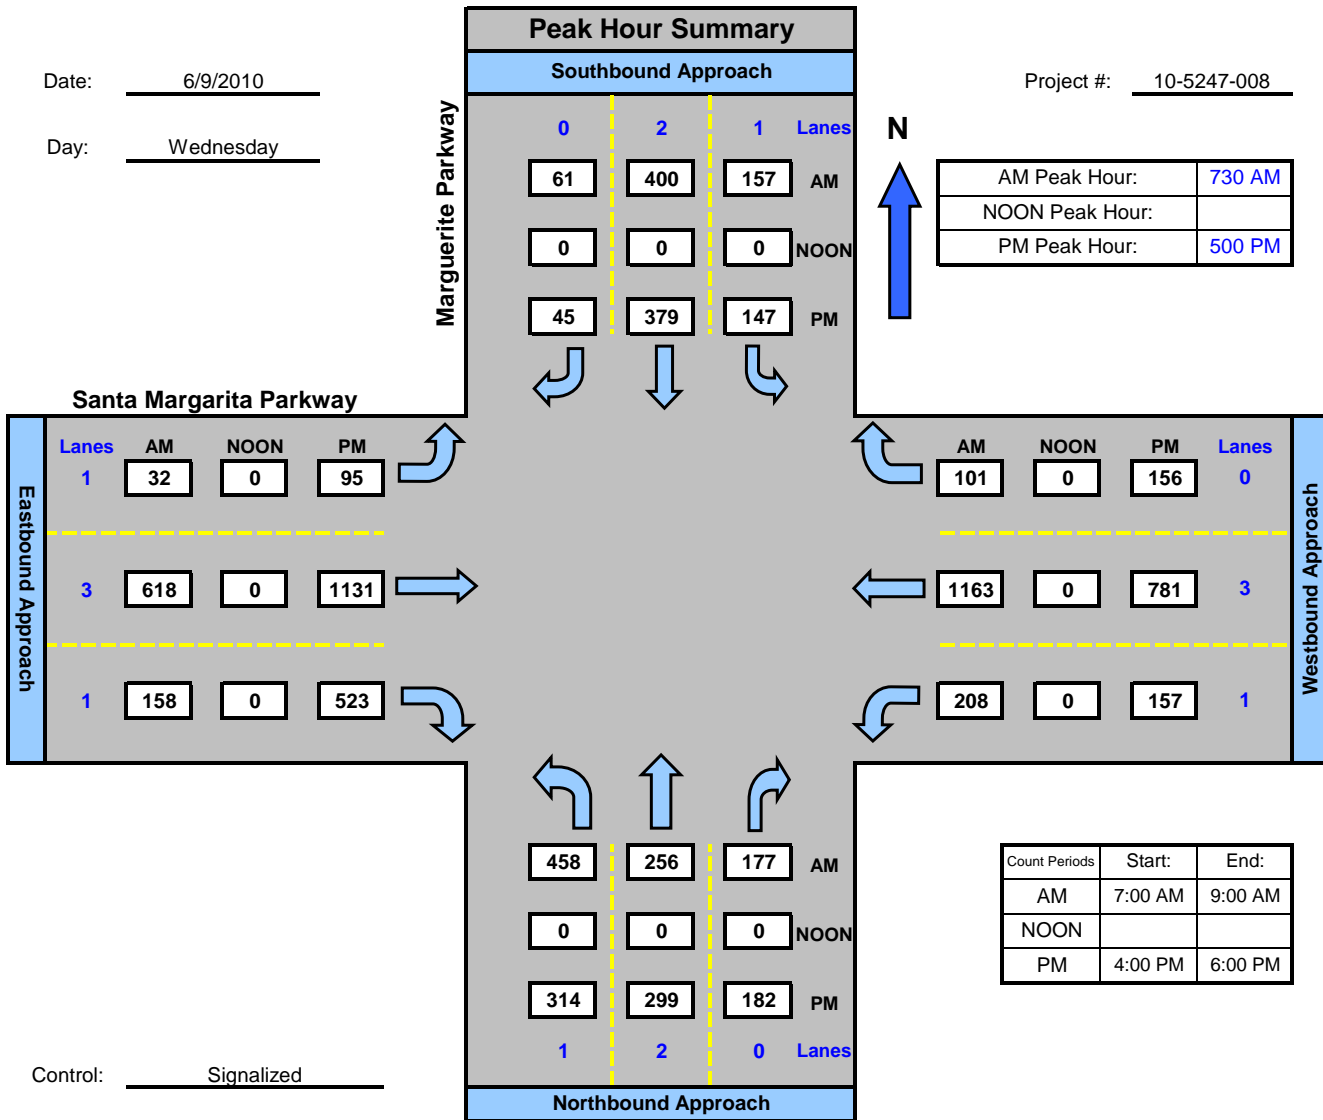 Peak Hour Summary
Southbound Approach
Date: 6/9/2010
Project #: 10-5247-008
Day: Wednesday
Marguerite Parkway
0 2 1 Lanes
61 400 157 AM
0 0 0 NOON
45 379 147 PM
N
AM Peak Hour: 730 AM
NOON Peak Hour:
PM Peak Hour: 500 PM
Santa Margarita Parkway
Eastbound Approach
Lanes AM NOON PM
1 32 0 95
3 618 0 1131
1 158 0 523
AM NOON PM Lanes
101 0 156 0
1163 0 781 3
208 0 157 1
Westbound Approach
458 256 177 AM
0 0 0 NOON
314 299 182 PM
1 2 0 Lanes
Northbound Approach
Count Periods Start: End:
AM 7:00 AM 9:00 AM
NOON
PM 4:00 PM 6:00 PM
Control: Signalized